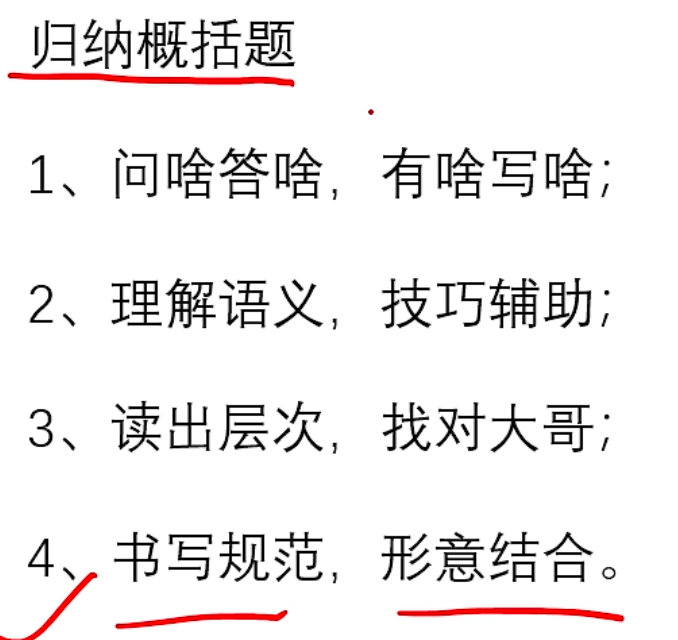 归纳概括题
1、问啥答啥，有啥写啥；
2、理解语义，技巧辅助；
3、读出层次，找对大哥；
4、书写规范，形意结合。